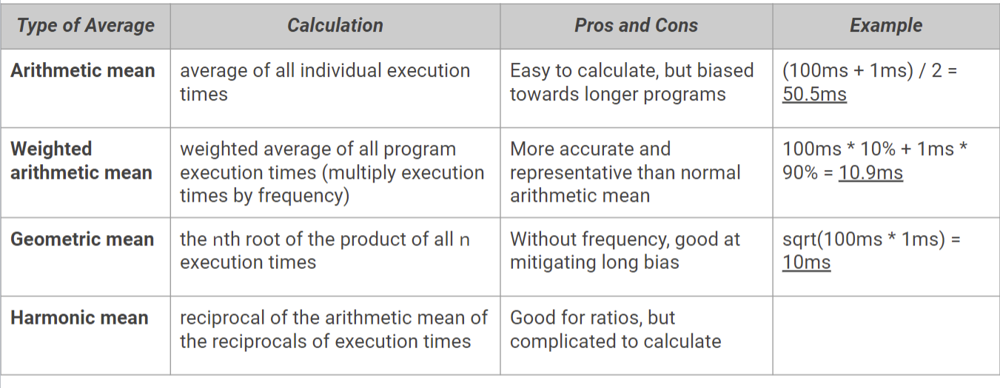 Type of Average
Calculation
Pros and Cons
Example
Arithmetic mean
average of all individual execution
times
Easy to calculate, but biased
towards longer programs
(100ms + 1ms) / 2 =
50.5ms
Weighted
arithmetic mean
weighted average of all program
execution times (multiply execution
times by frequency)
More accurate and
representative than normal
arithmetic mean
100ms * 10% + 1ms *
90% = 10.9ms
Geometric mean
the nth root of the product of all n
execution times
Without frequency, good at
mitigating long bias
sqrt(100ms * 1ms) =
10ms
Harmonic mean
reciprocal of the arithmetic mean of
the reciprocals of execution times
Good for ratios, but
complicated to calculate